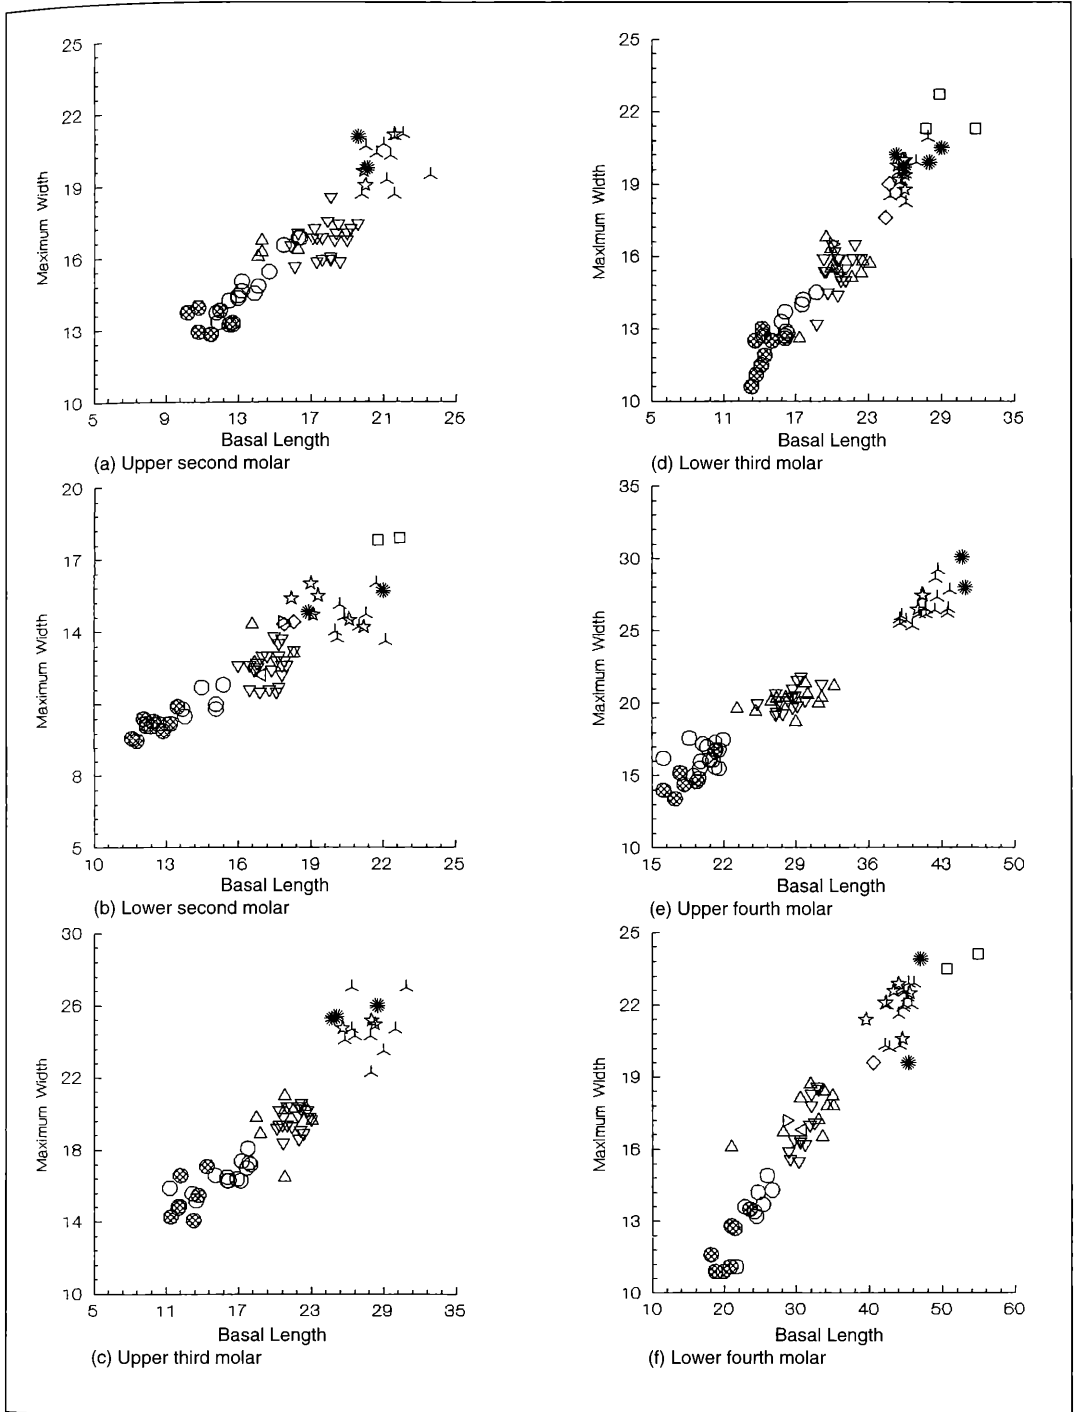 25
22
19
16
13
10
Maximum Width
5 9 13 17 21 26
Basal Length
(a) Upper second molar
20
17
14
8
5
Maximum Width
10 13 16 19 22 25
Basal Length
(b) Lower second molar
30
26
22
18
14
10
Maximum Width
5 11 17 23 29 35
Basal Length
(c) Upper third molar
25
22
19
16
13
10
Maximum Width
5 11 17 23 29 35
Basal Length
(d) Lower third molar
35
30
25
20
15
10
Maximum Width
15 22 29 36 43 50
Basal Length
(e) Upper fourth molar
25
22
19
16
13
10
Maximum Width
10 20 30 40 50 60
Basal Length
(f) Lower fourth molar